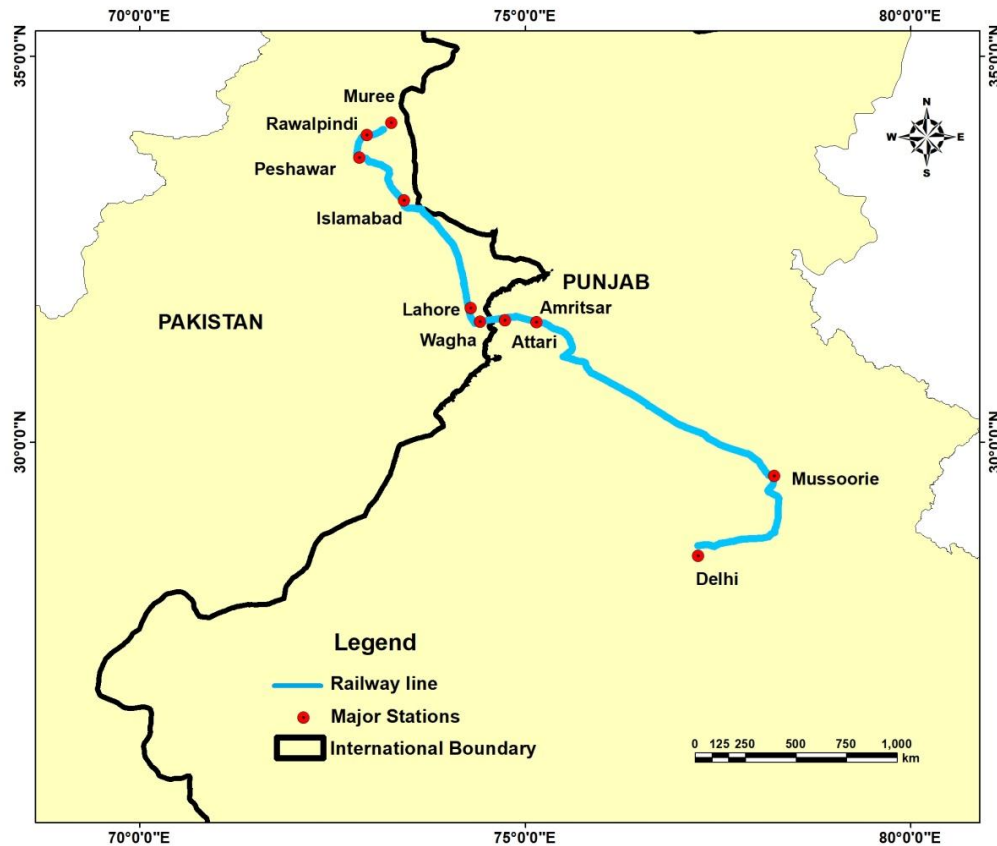 70°0'0"E
75°0'0"E
80°0'0"E
35°0'0"N
35°0'0"N
N
W
E
S
Muree
Rawalpindi
Peshawar
Islamabad
PUNJAB
Lahore
Amritsar
PAKISTAN
Wagha
Attari
30°0'0"N
30°0'0"N
Mussoorie
Delhi
Legend
Railway line
Major Stations
International Boundary
0 125 250 500 750 1,000
km
70°0'0"E
75°0'0"E
80°0'0"E